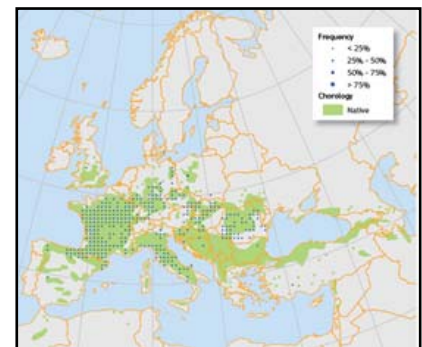 Frequency
< 25%
25% - 50%
50% - 75%
> 75%
Chorology
Native